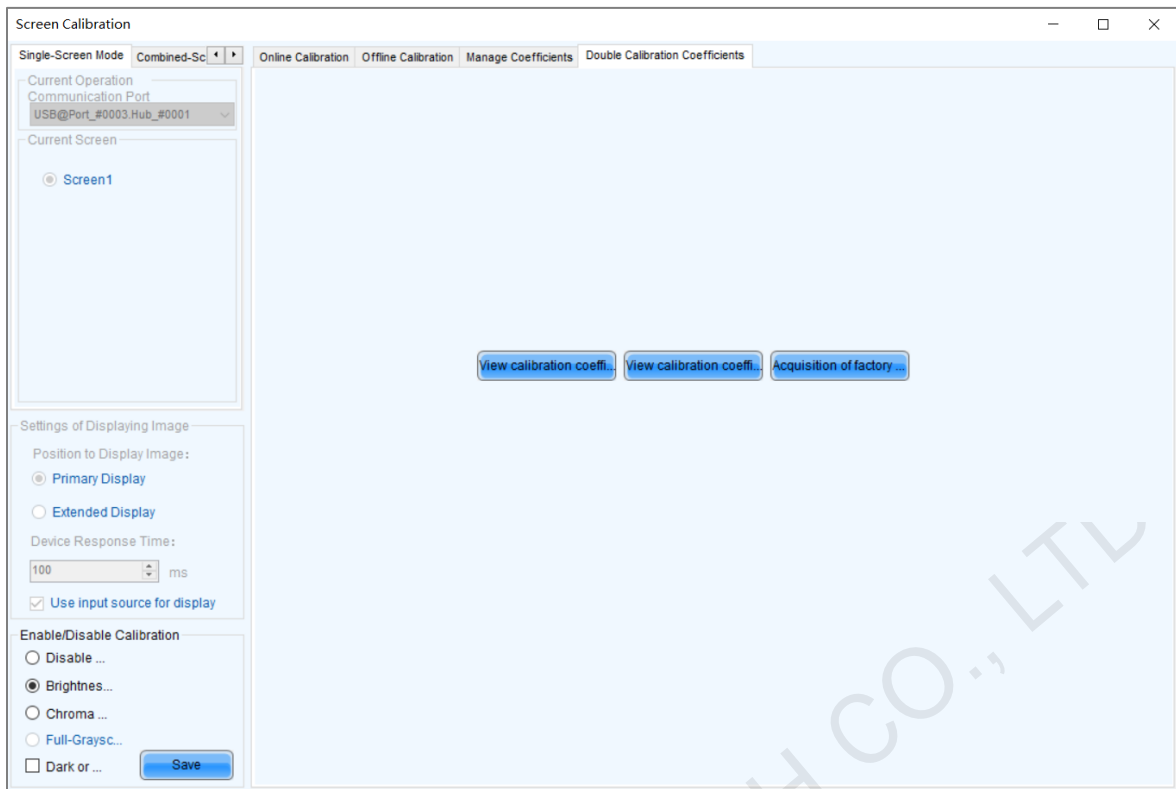 Screen Calibration
Single-Screen Mode Combined-Sc
Online Calibration Offline Calibration Manage Coefficients Double Calibration Coefficients
Current Operation
Communication Port
USB@Port_#0003.Hub_#0001
Current Screen
Screen1
View calibration coeffi... View calibration coeffi... Acquisition of factory ...
Settings of Displaying Image
Position to Display Image:
Primary Display
Extended Display
Device Response Time:
100 ms
Use input source for display
Enable/Disable Calibration
Disable ...
Brightnes...
Chroma ...
Full-Graysc...
Dark or ...
Save
H CO., LTD